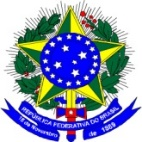 REPÚBLICA FEDERATIVA DO BRASIL
15 de Novembro
de 1889